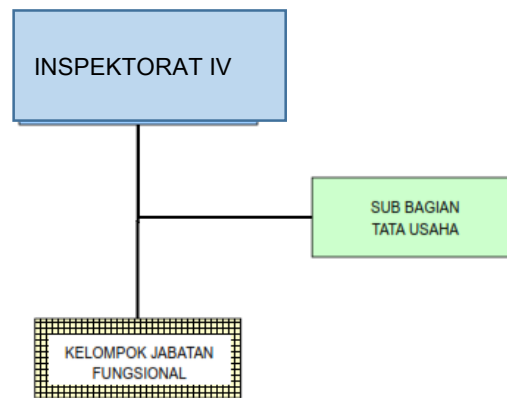 INSPEKTORAT IV
SUB BAGIAN
TATA USAHA
KELOMPOK JABATAN
FUNGSIONAL